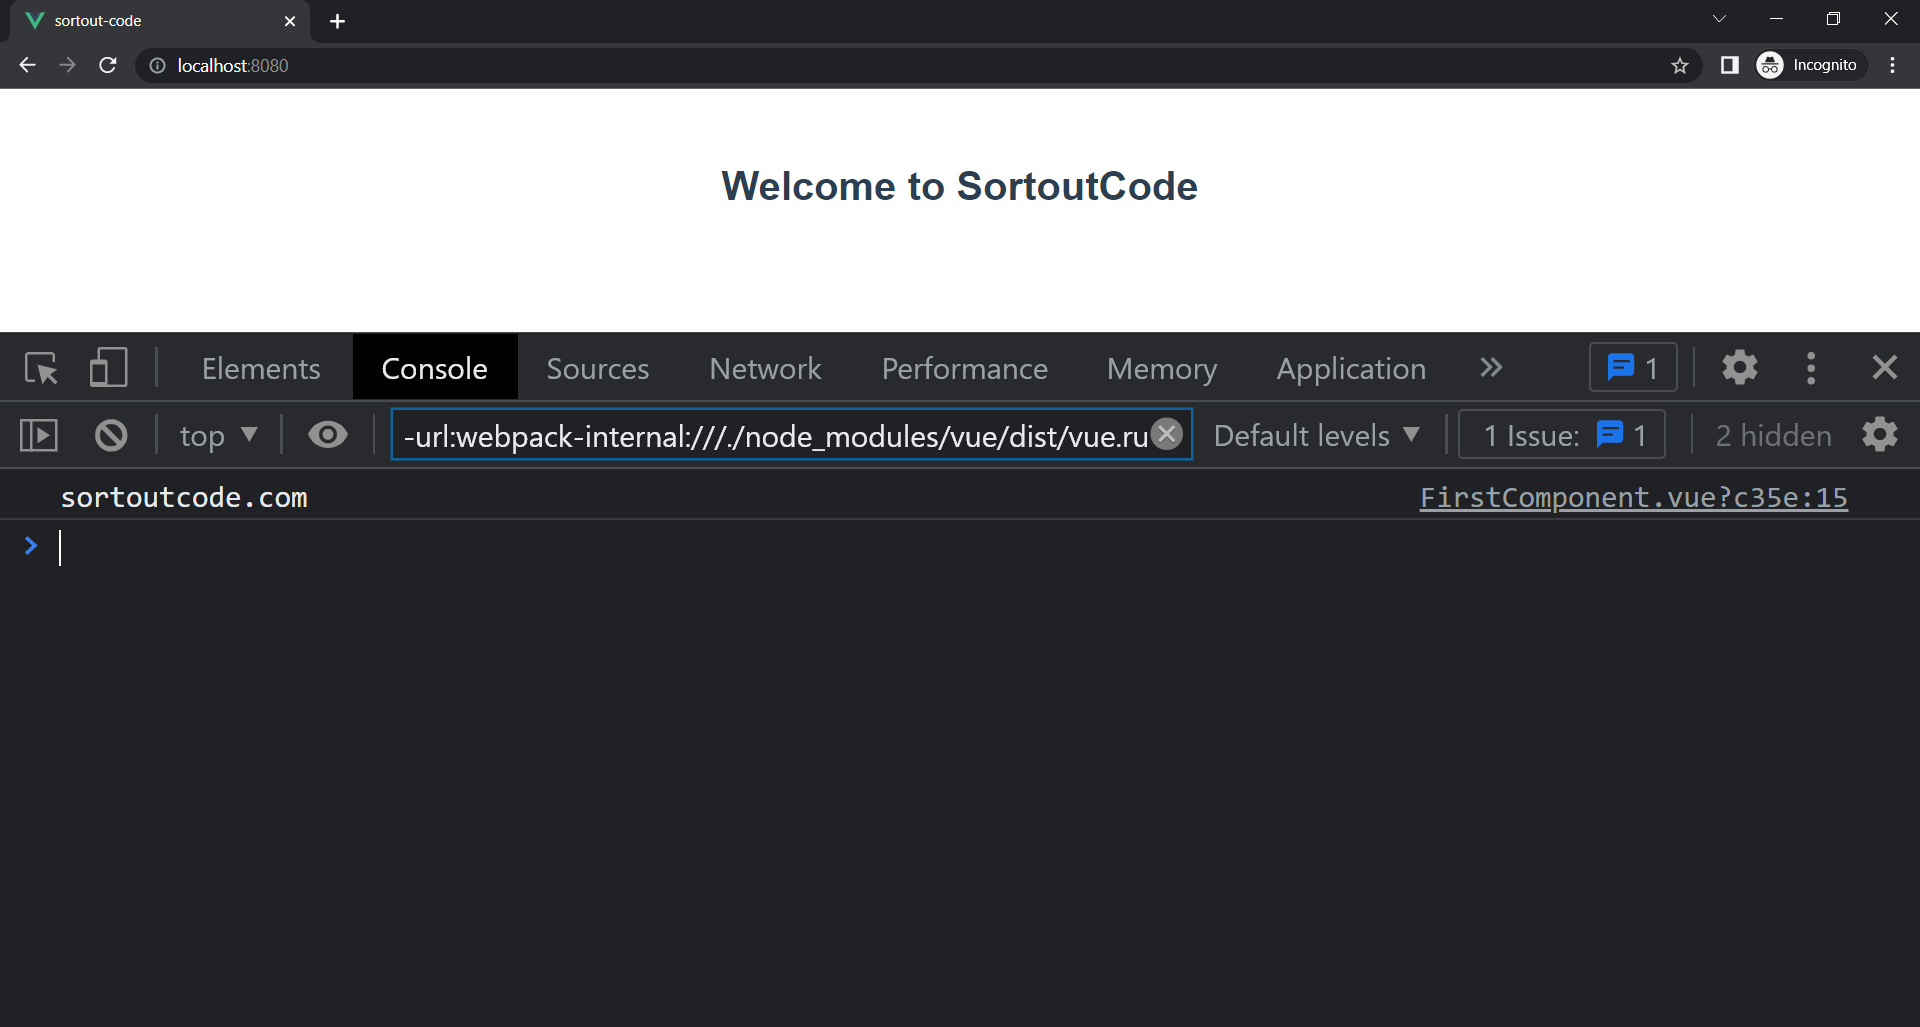 sortout-code
localhost:8080
Incognito
Welcome to SortoutCode
Elements Console Sources Network Performance Memory Application 1
top -url:webpack-internal:///./node_modules/vue/dist/vue.ru Default levels 1 Issue: 1 2 hidden
sortoutcode.com FirstComponent.vue?c35e:15